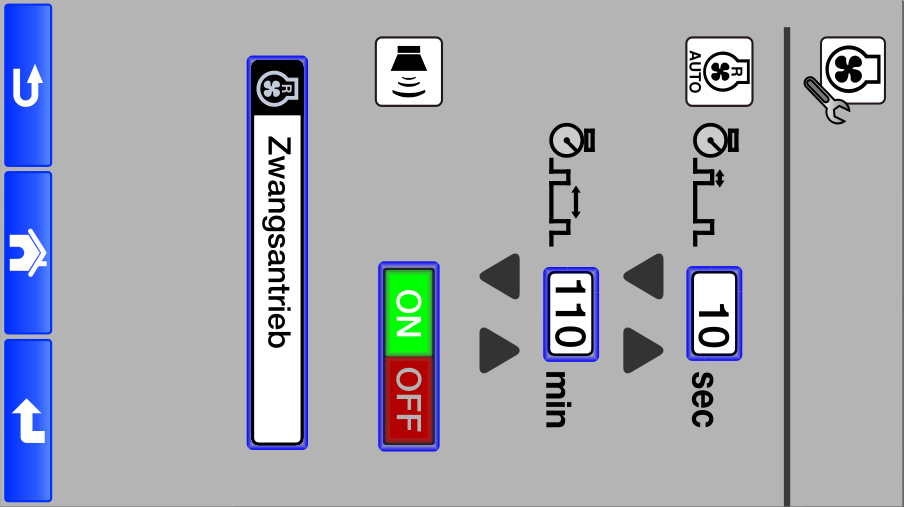 R
AUTO
10 sec
110 min
ON OFF
R
Zwangsantrieb